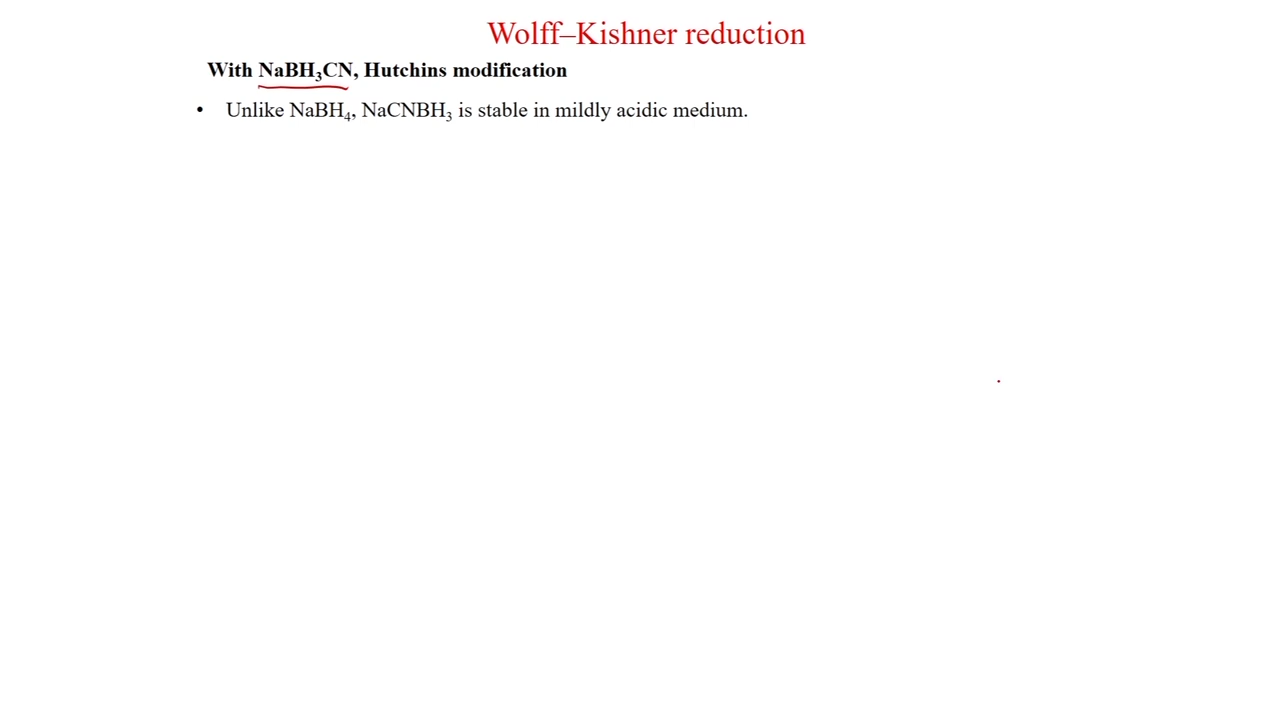 Wolff–Kishner reduction
With NaBH₃CN, Hutchins modification
• Unlike NaBH₄, NaCNBH₃ is stable in mildly acidic medium.